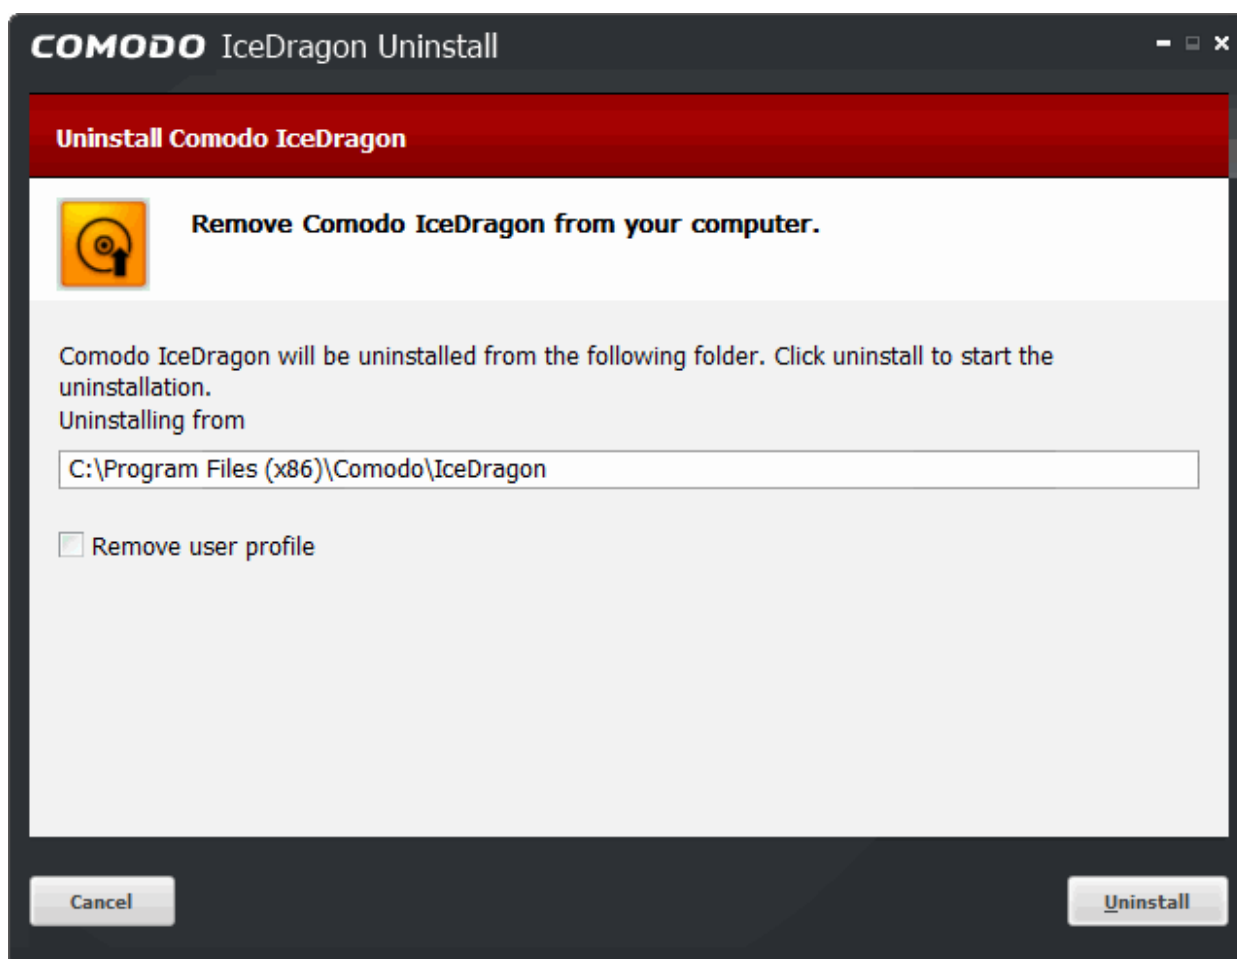 COMODO IceDragon Uninstall
Uninstall Comodo IceDragon
Remove Comodo IceDragon from your computer.
Comodo IceDragon will be uninstalled from the following folder. Click uninstall to start the
uninstallation.
Uninstalling from
C:\Program Files (x86)\Comodo\IceDragon
Remove user profile
Cancel
Uninstall